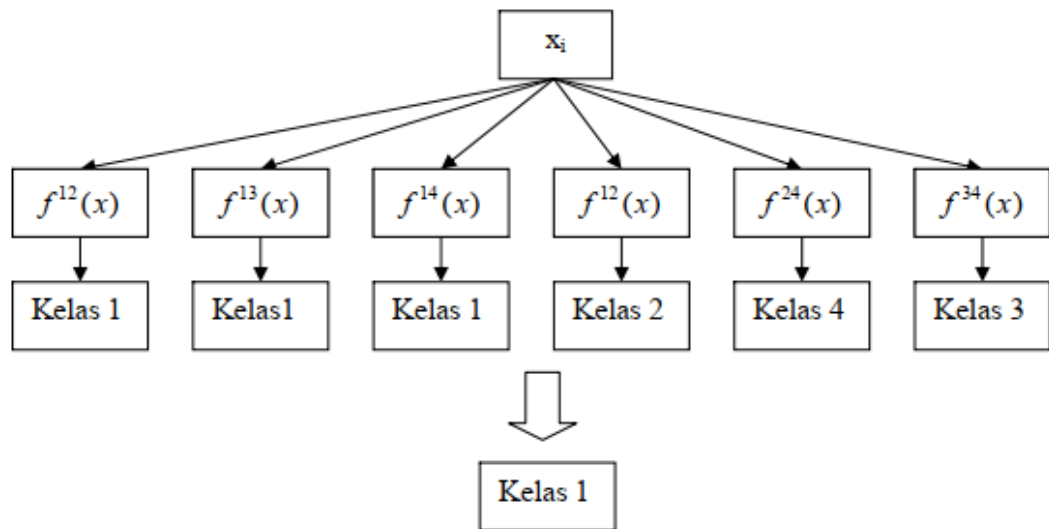 xᵢ
f¹²(x) f¹³(x) f¹⁴(x) f¹²(x) f²⁴(x) f³⁴(x)
Kelas 1 Kelas1 Kelas 1 Kelas 2 Kelas 4 Kelas 3
Kelas 1